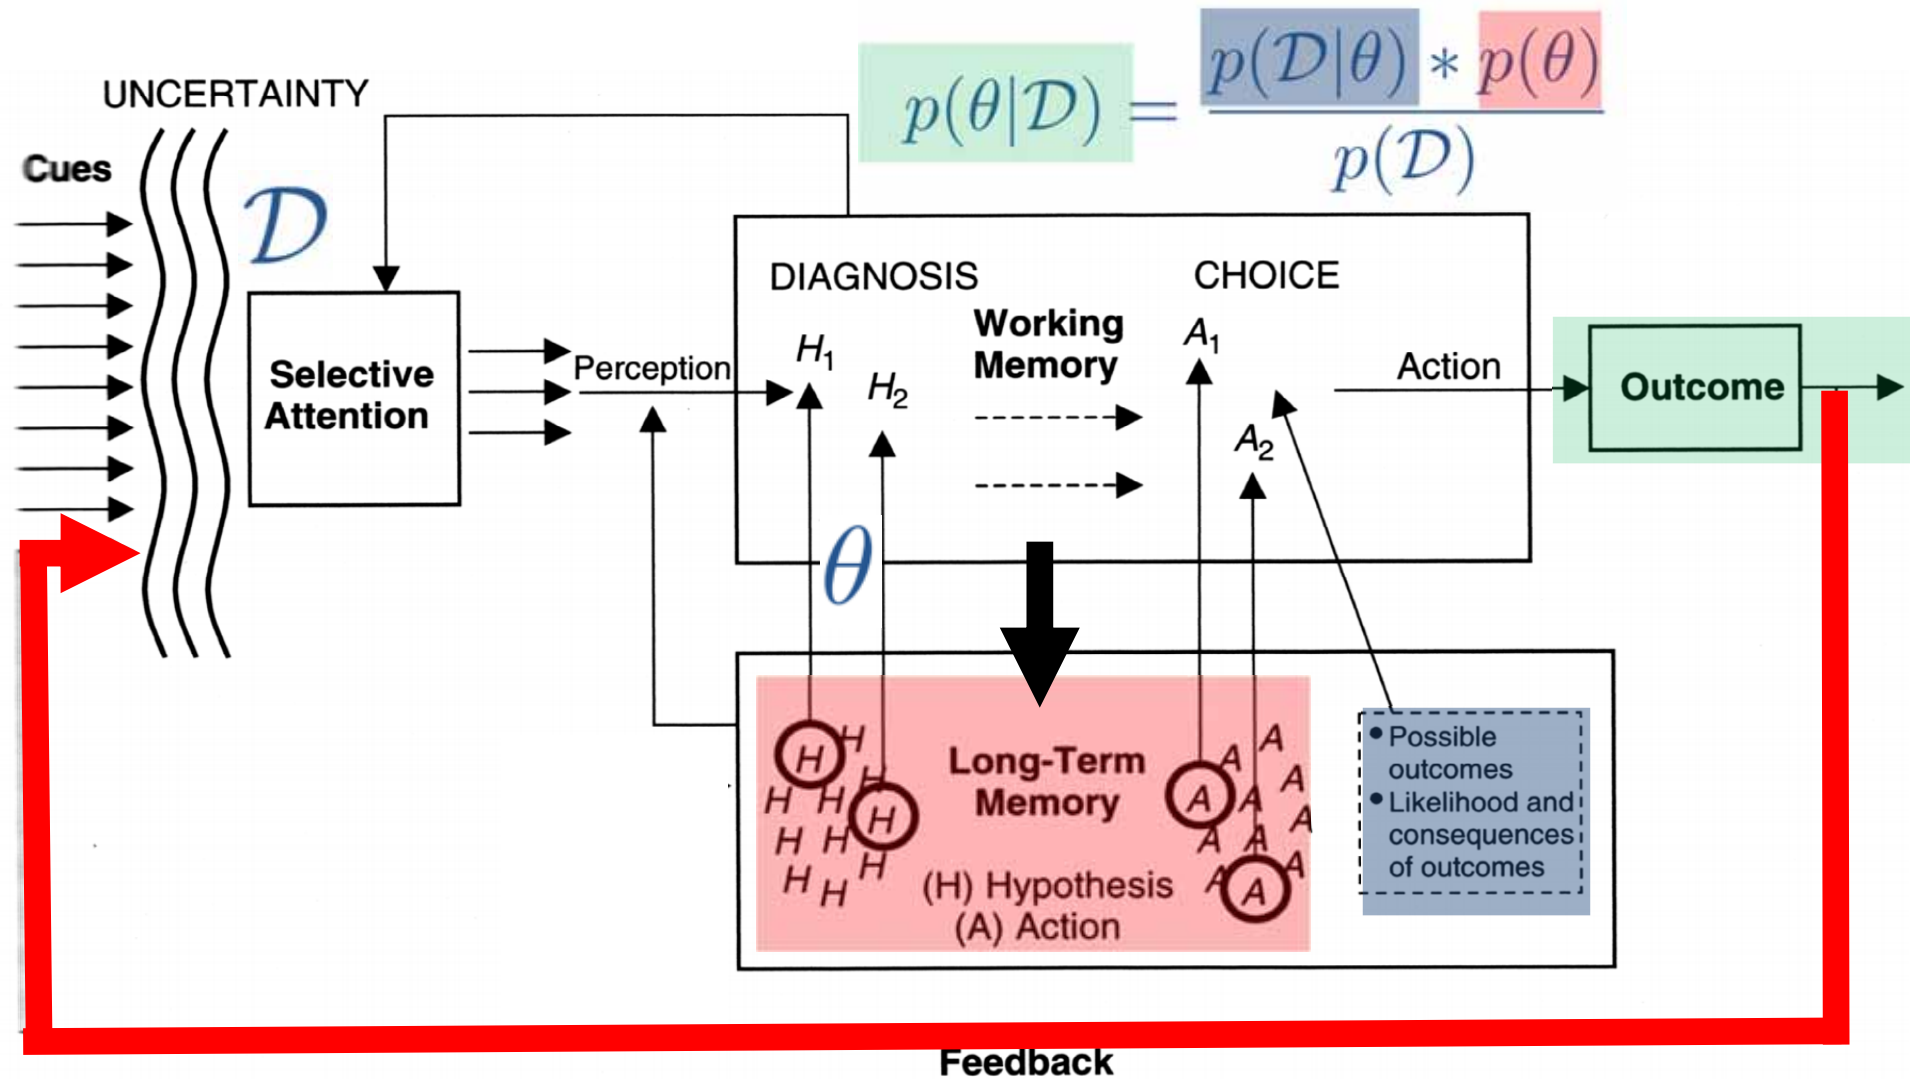 UNCERTAINTY
Cues
𝒟
p(θ|𝒟) = p(𝒟|θ) * p(θ)
p(𝒟)
DIAGNOSIS
CHOICE
Working
Memory
H₁
H₂
A₁
A₂
Selective
Attention
Perception
Action
Outcome
θ
H H H H H H H H H H H
Long-Term
Memory
(H) Hypothesis
(A) Action
A A A A A A A A A A A
• Possible
outcomes
• Likelihood and
consequences
of outcomes
Feedback